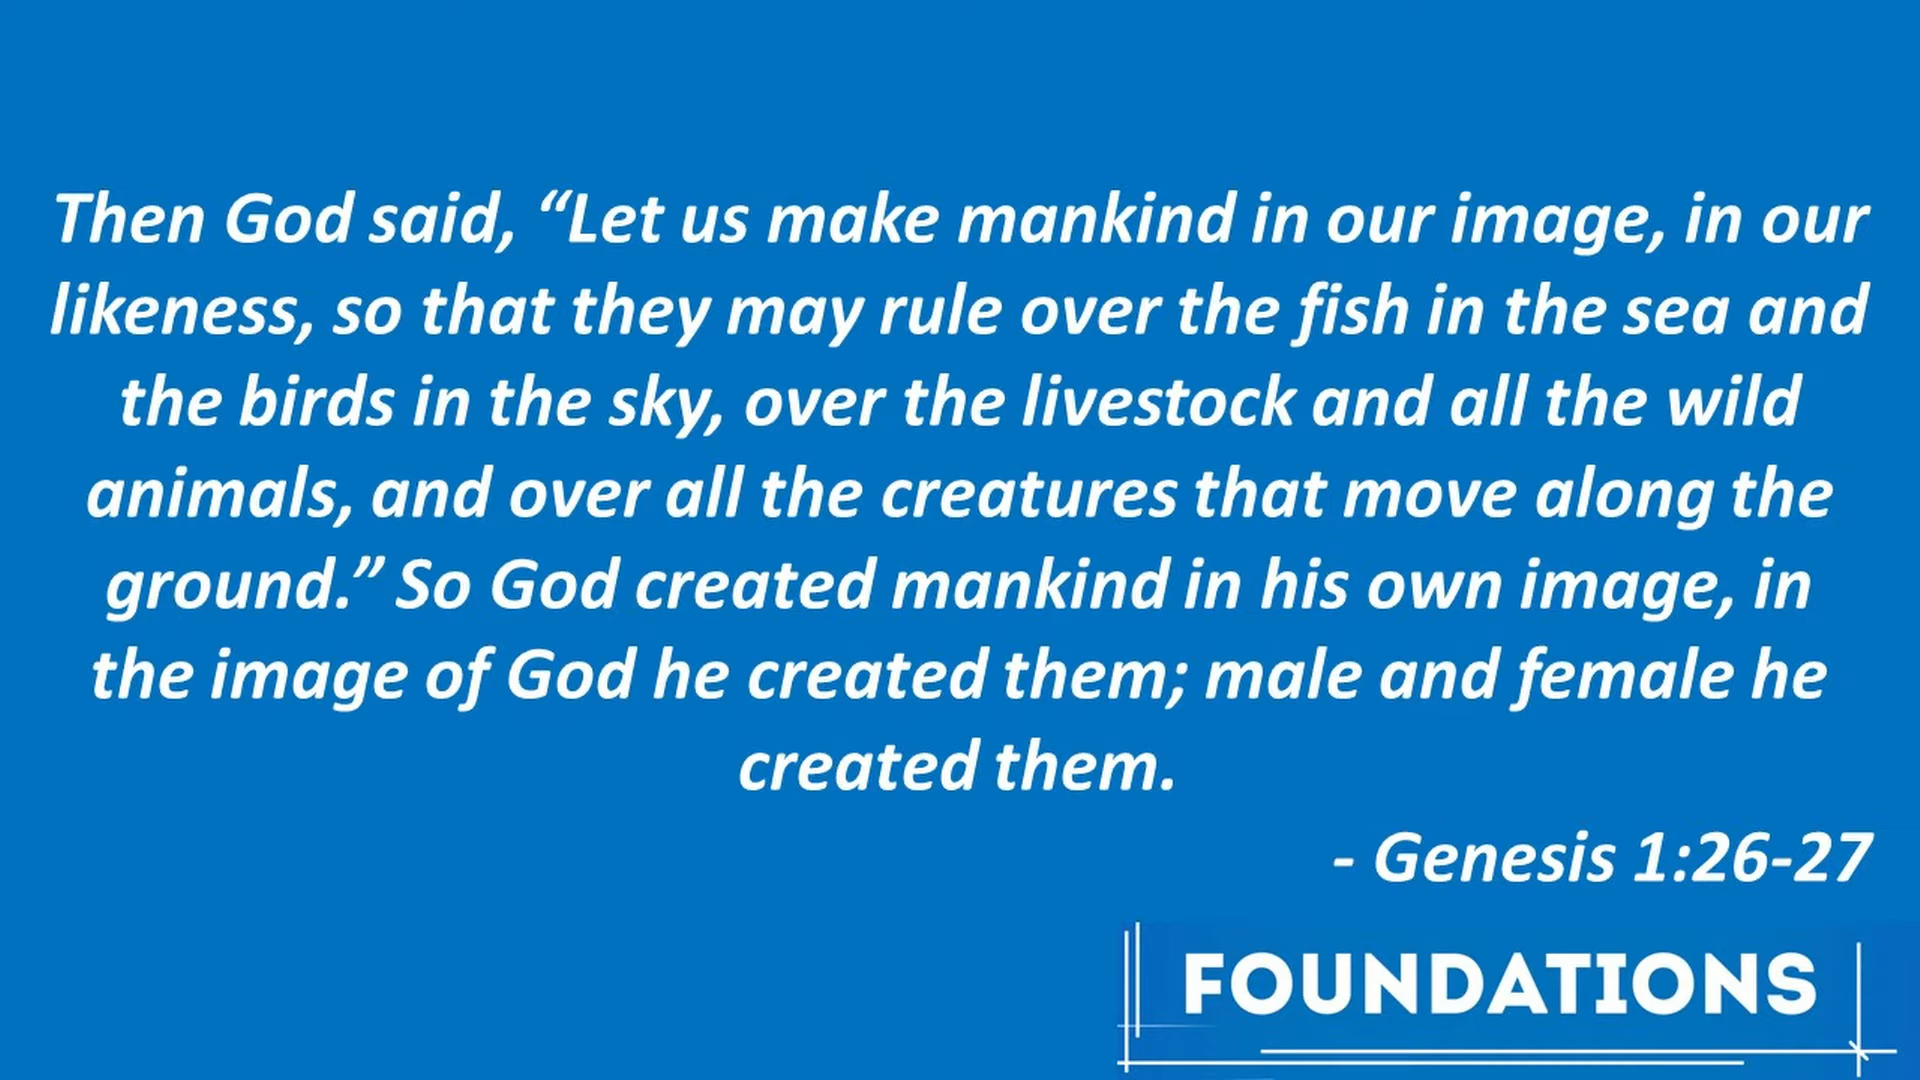 Then God said, “Let us make mankind in our image, in our
likeness, so that they may rule over the fish in the sea and
the birds in the sky, over the livestock and all the wild
animals, and over all the creatures that move along the
ground.” So God created mankind in his own image, in
the image of God he created them; male and female he
created them.
- Genesis 1:26-27
FOUNDATIONS